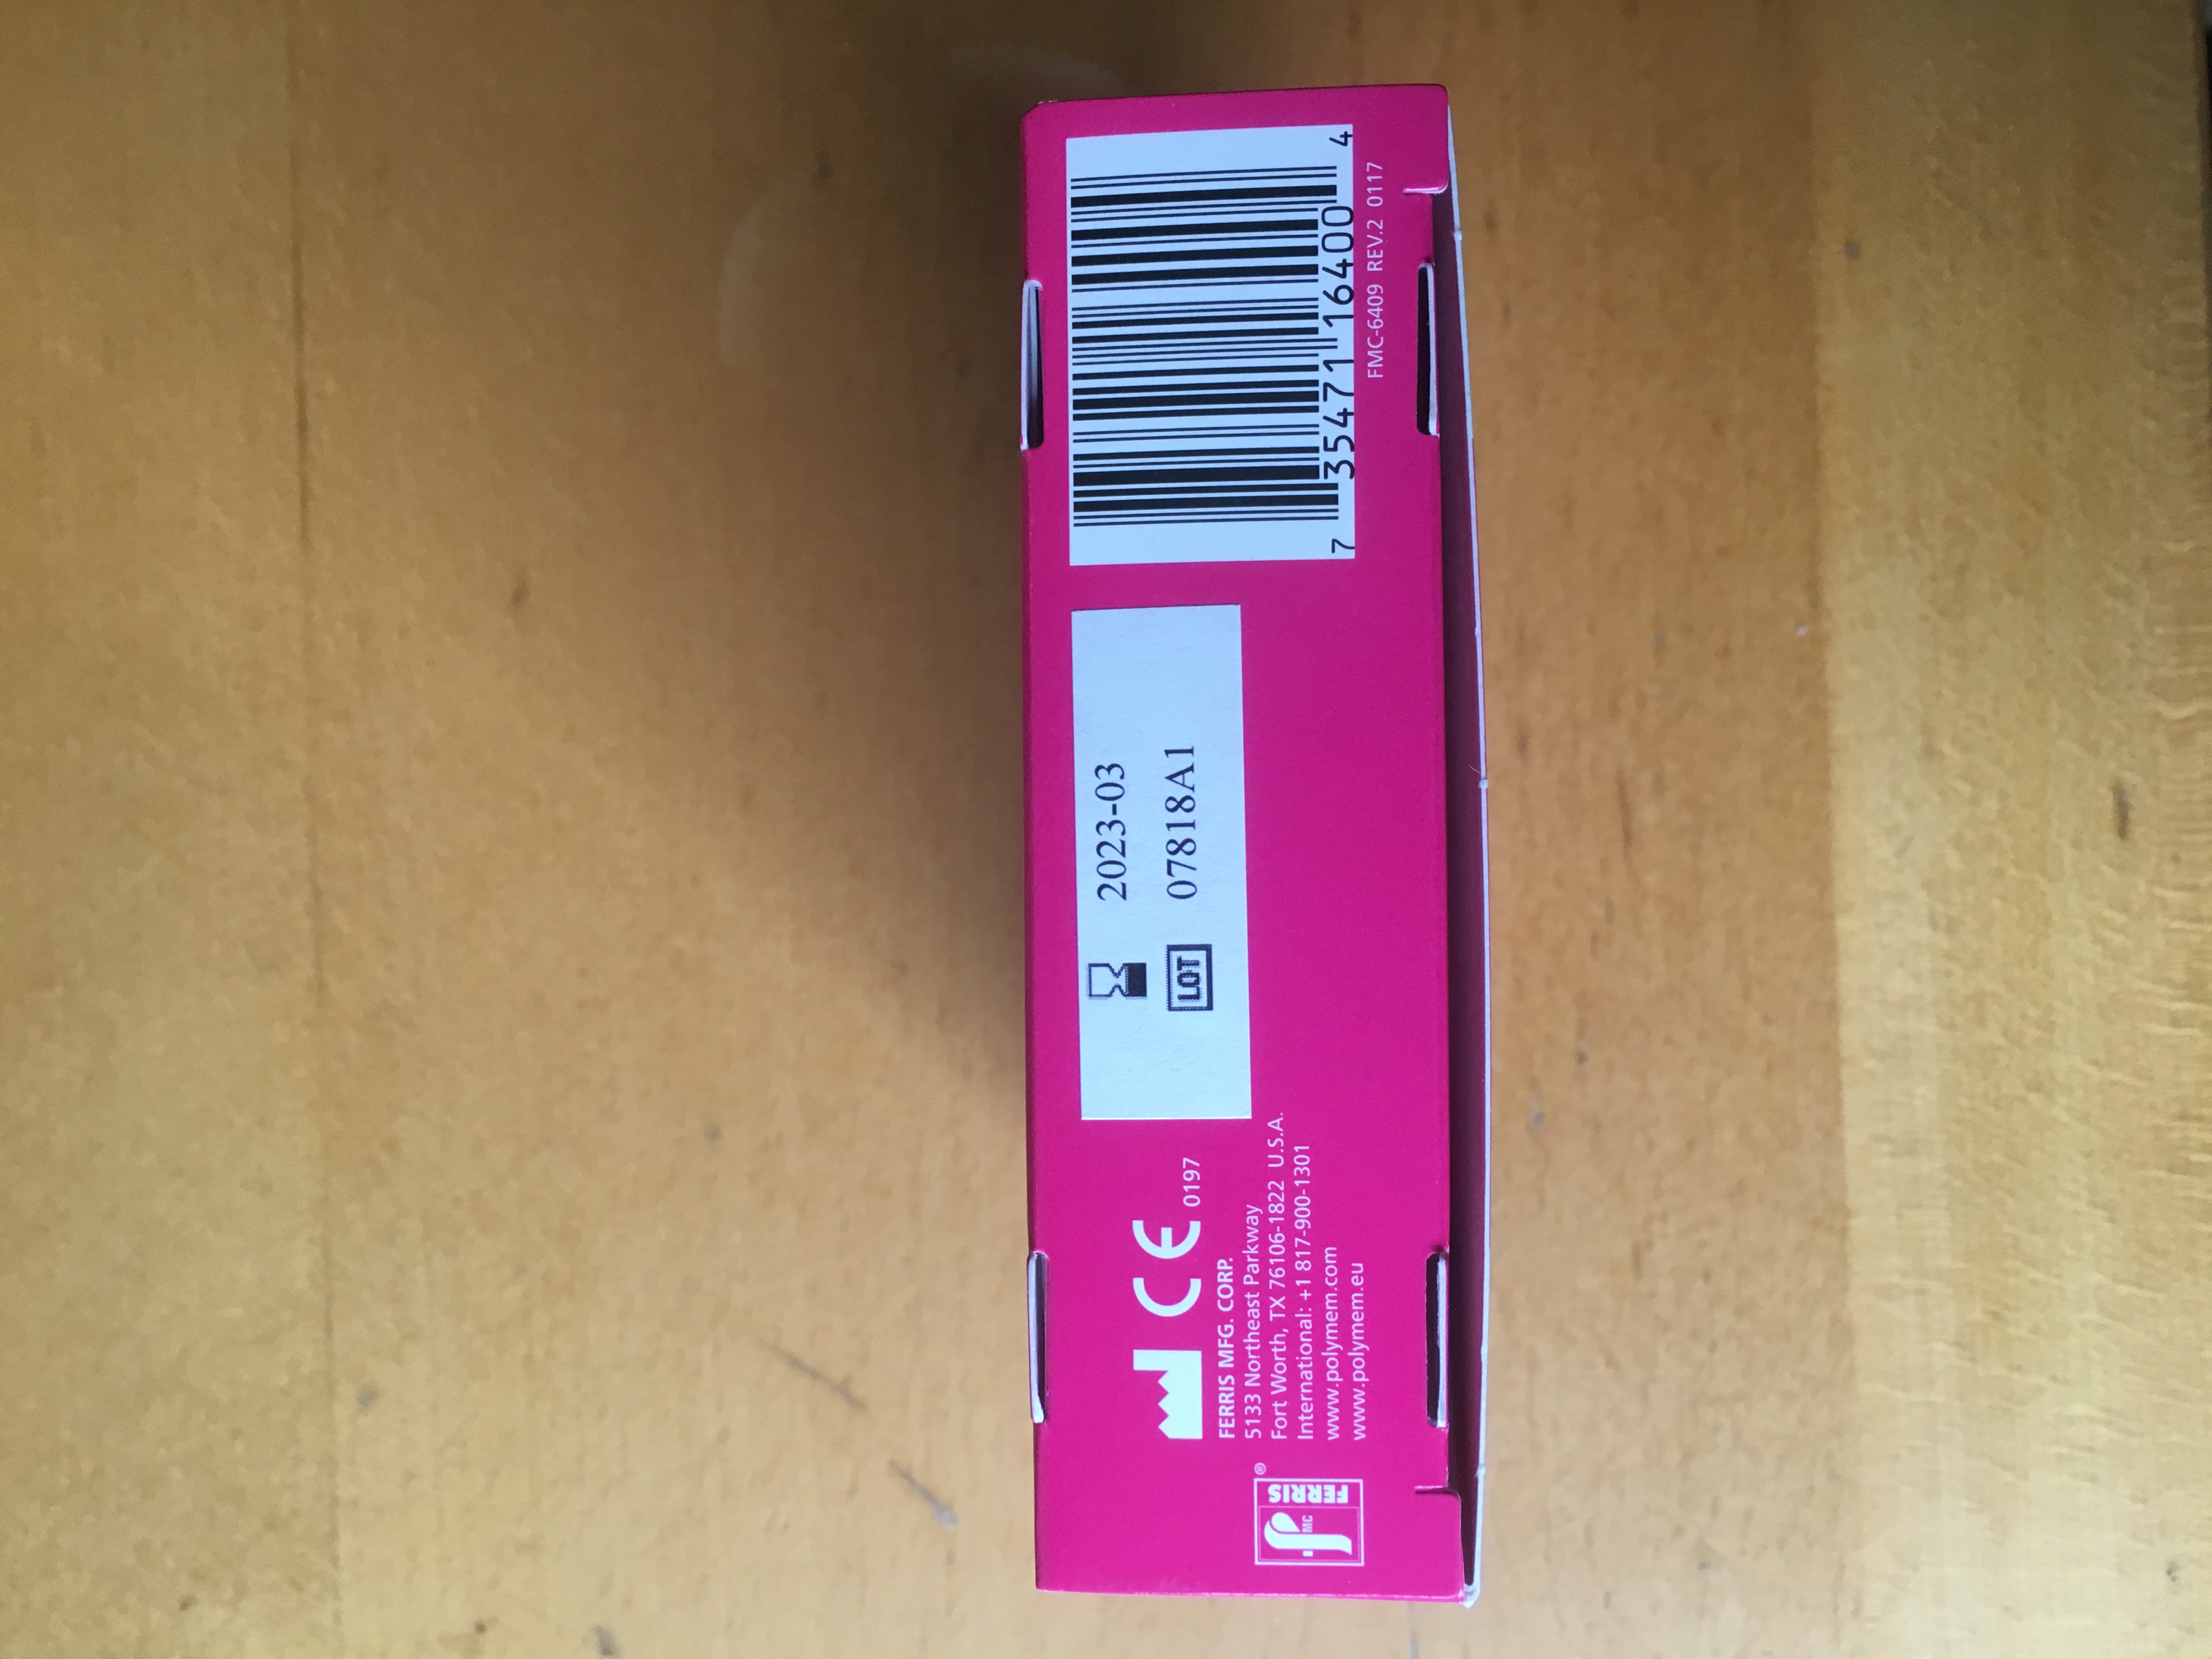 FERRIS
FMC
®
CE 0197
FERRIS MFG. CORP.
5133 Northeast Parkway
Fort Worth, TX 76106-1822 U.S.A.
International: +1 817-900-1301
www.polymem.com
www.polymem.eu
2023-03
LOT 07818A1
7 35471 16400 4
FMC-6409 REV.2 0117